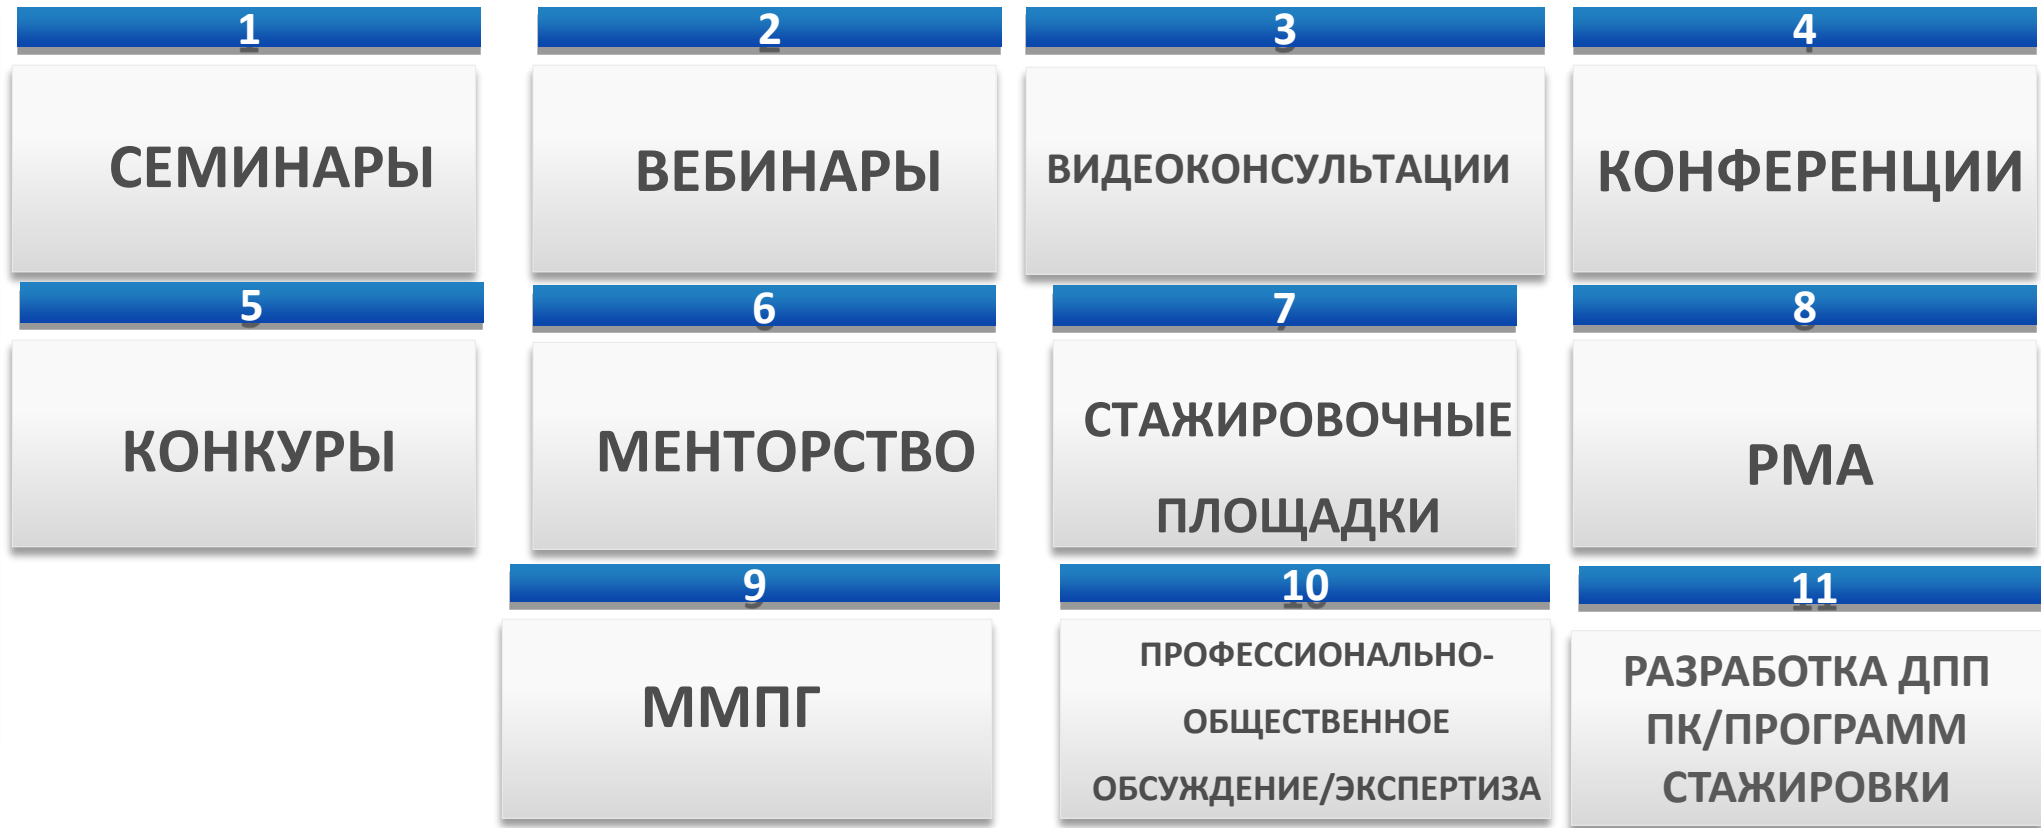 1
СЕМИНАРЫ
2
ВЕБИНАРЫ
3
ВИДЕОКОНСУЛЬТАЦИИ
4
КОНФЕРЕНЦИИ
5
КОНКУРЫ
6
МЕНТОРСТВО
7
СТАЖИРОВОЧНЫЕ
ПЛОЩАДКИ
8
РМА
9
ММПГ
10
ПРОФЕССИОНАЛЬНО-
ОБЩЕСТВЕННОЕ
ОБСУЖДЕНИЕ/ЭКСПЕРТИЗА
11
РАЗРАБОТКА ДПП
ПК/ПРОГРАММ
СТАЖИРОВКИ